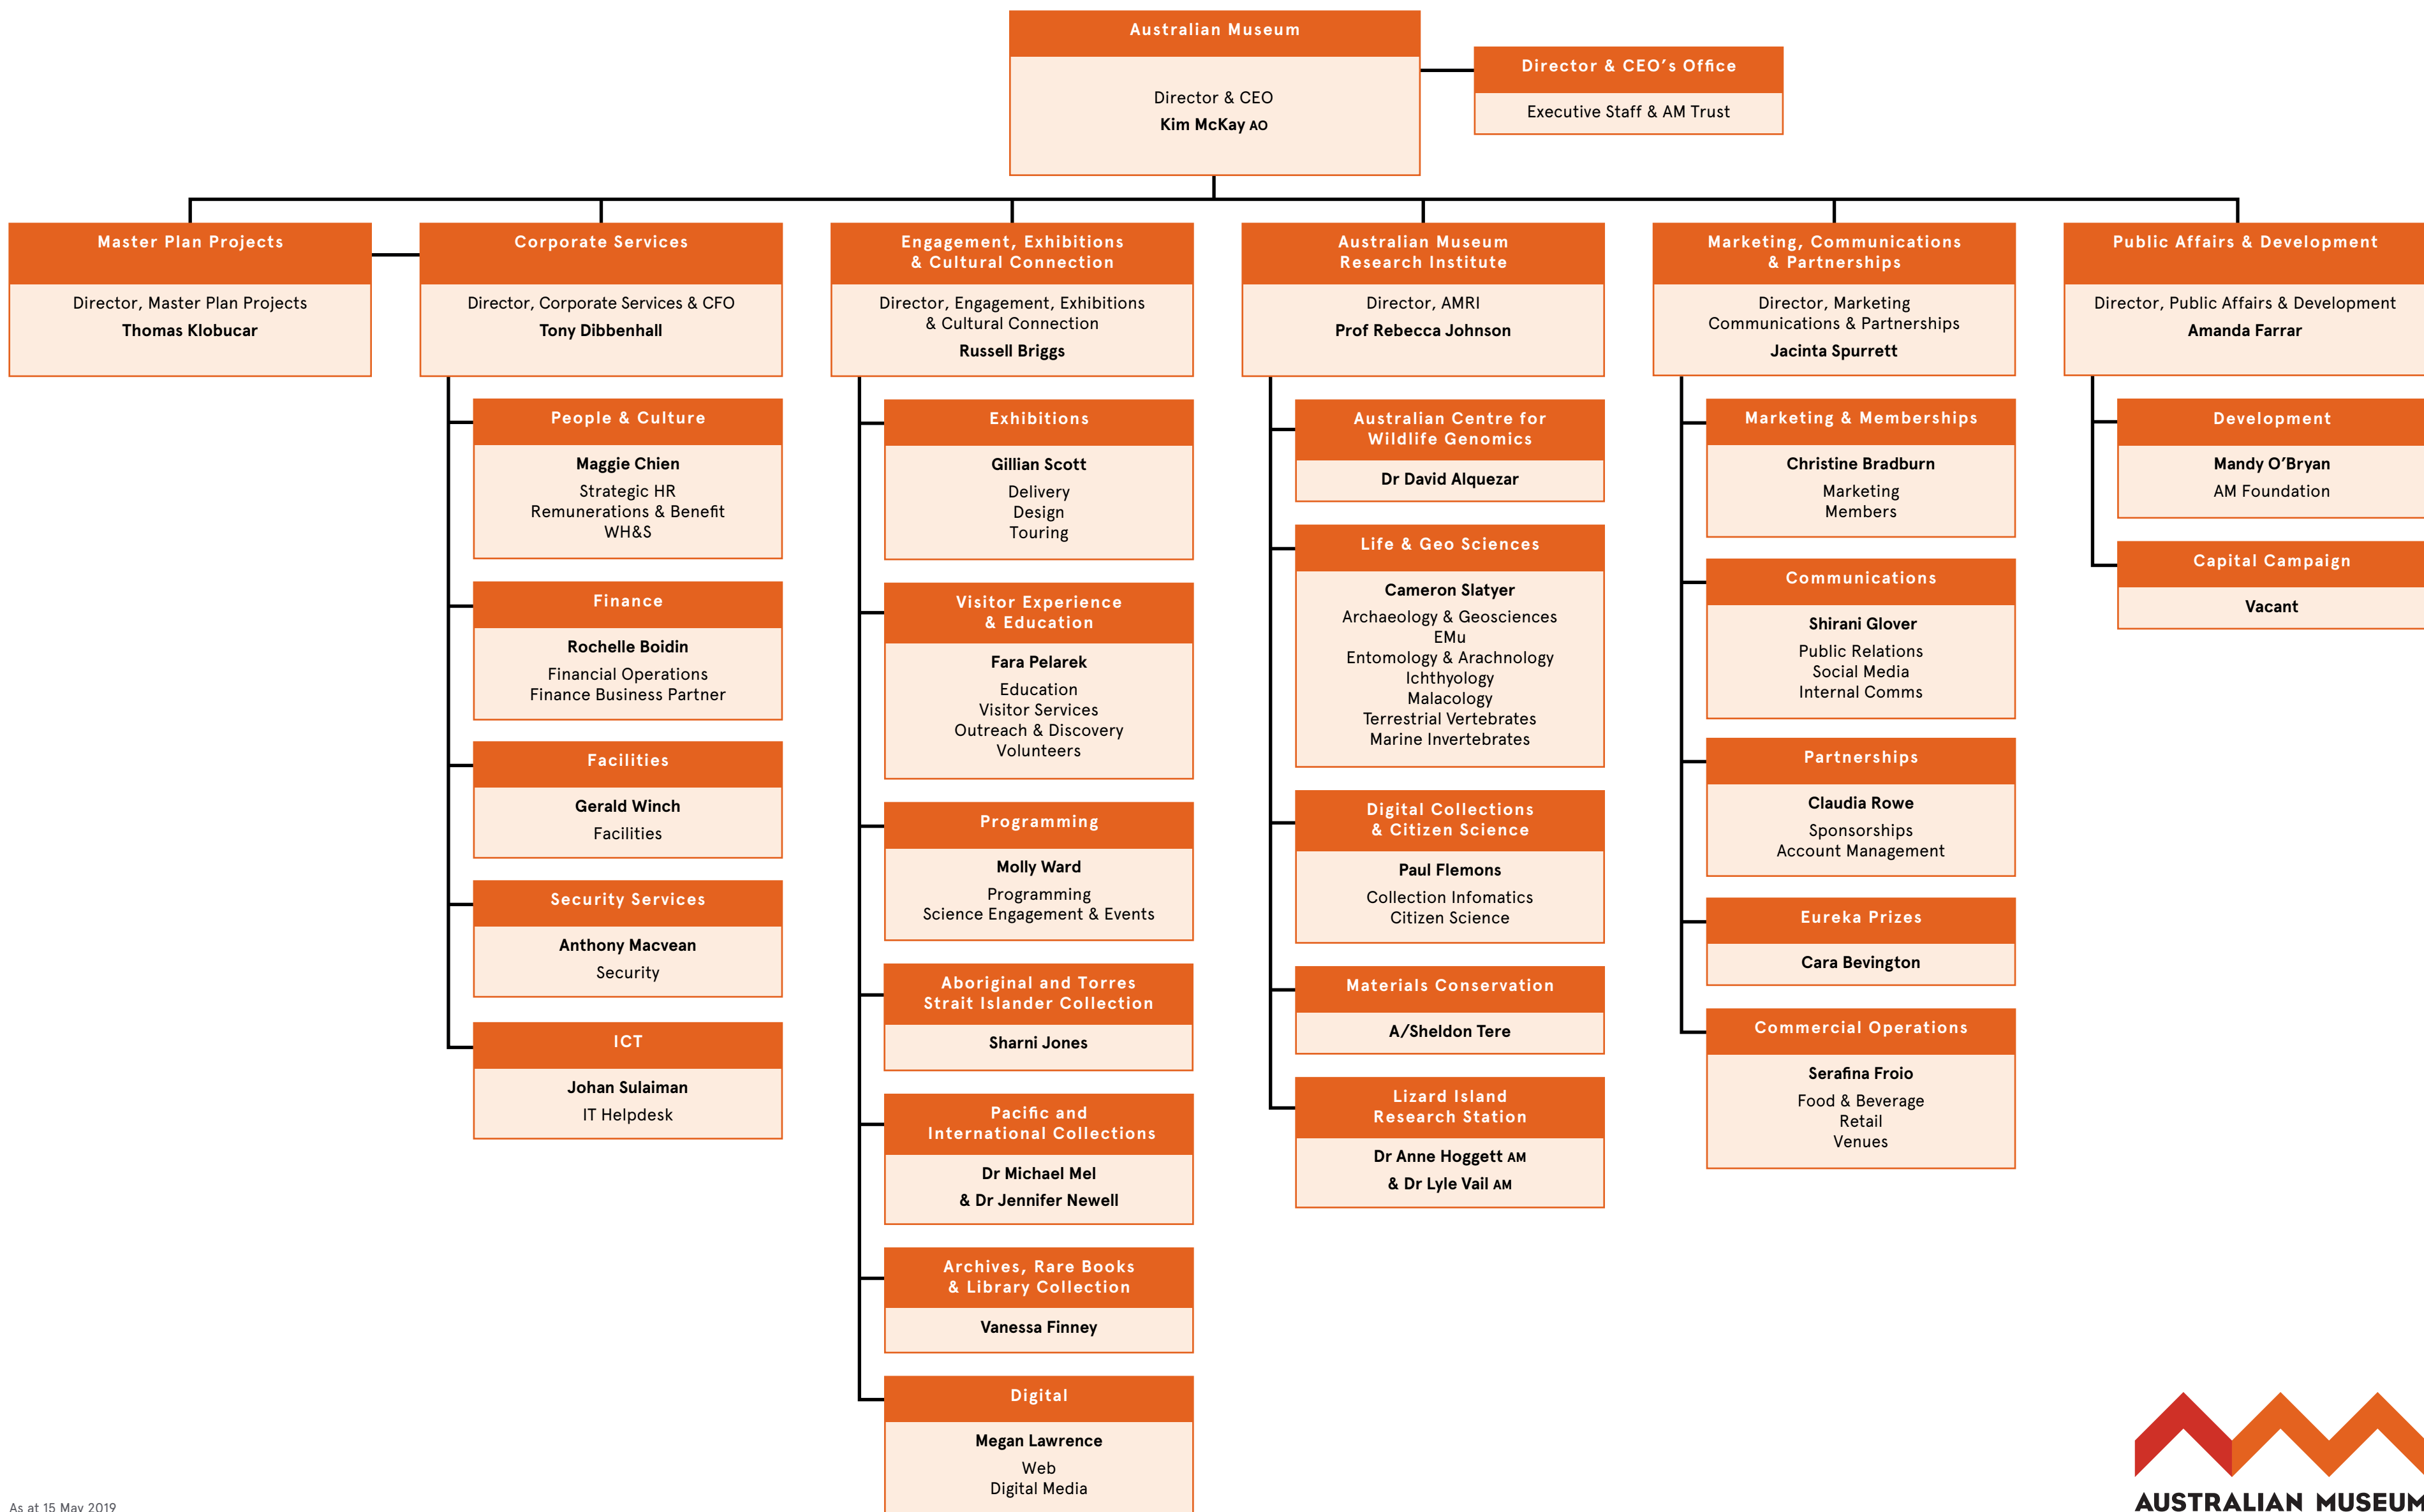 Australian Museum
Director & CEO
Kim McKay AO
Director & CEO’s Office
Executive Staff & AM Trust
Master Plan Projects
Director, Master Plan Projects
Thomas Klobucar
Corporate Services
Director, Corporate Services & CFO
Tony Dibbenhall
People & Culture
Maggie Chien
Strategic HR
Remunerations & Benefit
WH&S
Finance
Rochelle Boidin
Financial Operations
Finance Business Partner
Facilities
Gerald Winch
Facilities
Security Services
Anthony Macvean
Security
ICT
Johan Sulaiman
IT Helpdesk
Engagement, Exhibitions
& Cultural Connection
Director, Engagement, Exhibitions
& Cultural Connection
Russell Briggs
Exhibitions
Gillian Scott
Delivery
Design
Touring
Visitor Experience
& Education
Fara Pelarek
Education
Visitor Services
Outreach & Discovery
Volunteers
Programming
Molly Ward
Programming
Science Engagement & Events
Aboriginal and Torres
Strait Islander Collection
Sharni Jones
Pacific and
International Collections
Dr Michael Mel
& Dr Jennifer Newell
Archives, Rare Books
& Library Collection
Vanessa Finney
Digital
Megan Lawrence
Web
Digital Media
Australian Museum
Research Institute
Director, AMRI
Prof Rebecca Johnson
Australian Centre for
Wildlife Genomics
Dr David Alquezar
Life & Geo Sciences
Cameron Slatyer
Archaeology & Geosciences
EMu
Entomology & Arachnology
Ichthyology
Malacology
Terrestrial Vertebrates
Marine Invertebrates
Digital Collections
& Citizen Science
Paul Flemons
Collection Infomatics
Citizen Science
Materials Conservation
A/Sheldon Tere
Lizard Island
Research Station
Dr Anne Hoggett AM
& Dr Lyle Vail AM
Marketing, Communications
& Partnerships
Director, Marketing
Communications & Partnerships
Jacinta Spurrett
Marketing & Memberships
Christine Bradburn
Marketing
Members
Communications
Shirani Glover
Public Relations
Social Media
Internal Comms
Partnerships
Claudia Rowe
Sponsorships
Account Management
Eureka Prizes
Cara Bevington
Commercial Operations
Serafina Froio
Food & Beverage
Retail
Venues
Public Affairs & Development
Director, Public Affairs & Development
Amanda Farrar
Development
Mandy O’Bryan
AM Foundation
Capital Campaign
Vacant
As at 15 May 2019
AUSTRALIAN MUSEUM